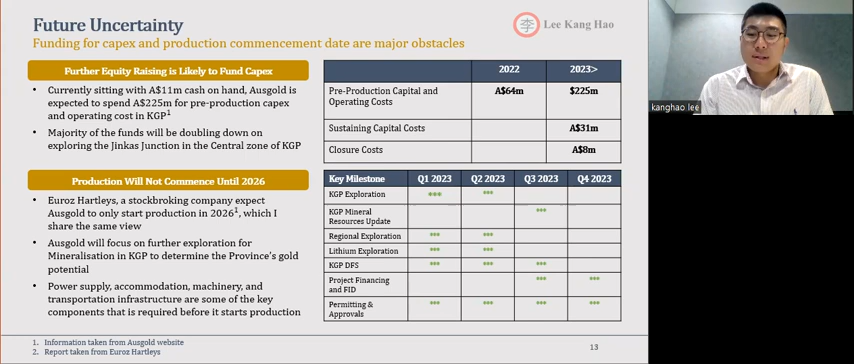 Future Uncertainty
Funding for capex and production commencement date are major obstacles
李 Lee Kang Hao
Further Equity Raising is Likely to Fund Capex
• Currently sitting with A$11m cash on hand, Ausgold is
expected to spend A$225m for pre-production capex
and operating cost in KGP1
• Majority of the funds will be doubling down on
exploring the Jinkas Junction in the Central zone of KGP
2022 2023>
Pre-Production Capital and A$64m $225m
Operating Costs
Sustaining Capital Costs A$31m
Closure Costs A$8m
Production Will Not Commence Until 2026
• Euroz Hartleys, a stockbroking company expect
Ausgold to only start production in 20261, which I
share the same view
• Ausgold will focus on further exploration for
Mineralisation in KGP to determine the Province's gold
potential
• Power supply, accommodation, machinery, and
transportation infrastructure are some of the key
components that is required before it starts production
Key Milestone Q1 2023 Q2 2023 Q3 2023 Q4 2023
KGP Exploration *** ***
KGP Mineral ***
Resources Update
Regional Exploration *** ***
Lithium Exploration *** ***
KGP DFS *** *** ***
Project Financing *** ***
and FID
Permitting & *** *** *** ***
Approvals
1. Information taken from Ausgold website
2. Report taken from Euroz Hartleys
13
kanghao lee